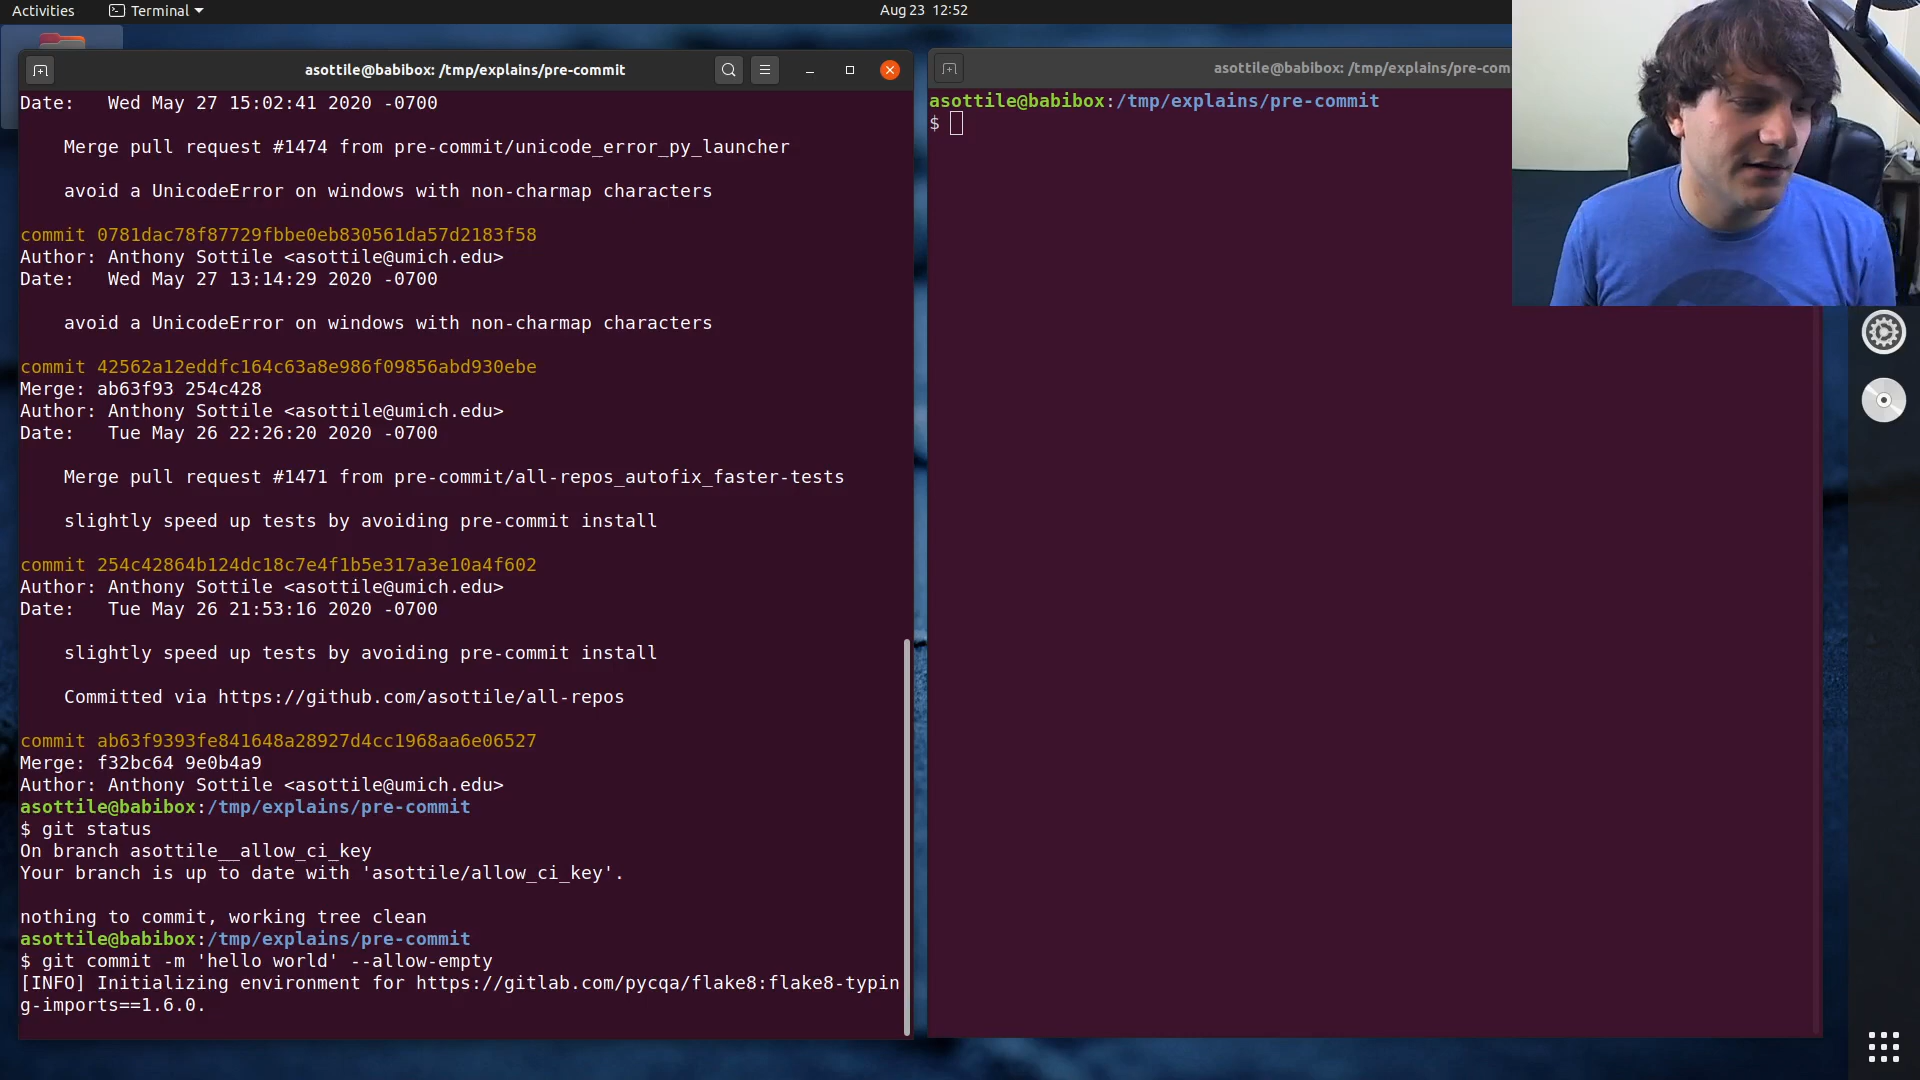 Activities
Terminal
Aug 23 12:52
asottile@babibox: /tmp/explains/pre-commit
Date:   Wed May 27 15:02:41 2020 -0700
Merge pull request #1474 from pre-commit/unicode_error_py_launcher
avoid a UnicodeError on windows with non-charmap characters
commit 0781dac78f87729fbbe0eb830561da57d2183f58
Author: Anthony Sottile <asottile@umich.edu>
Date:   Wed May 27 13:14:29 2020 -0700
avoid a UnicodeError on windows with non-charmap characters
commit 42562a12eddfc164c63a8e986f09856abd930ebe
Merge: ab63f93 254c428
Author: Anthony Sottile <asottile@umich.edu>
Date:   Tue May 26 22:26:20 2020 -0700
Merge pull request #1471 from pre-commit/all-repos_autofix_faster-tests
slightly speed up tests by avoiding pre-commit install
commit 254c42864b124dc18c7e4f1b5e317a3e10a4f602
Author: Anthony Sottile <asottile@umich.edu>
Date:   Tue May 26 21:53:16 2020 -0700
slightly speed up tests by avoiding pre-commit install
Committed via https://github.com/asottile/all-repos
commit ab63f9393fe841648a28927d4cc1968aa6e06527
Merge: f32bc64 9e0b4a9
Author: Anthony Sottile <asottile@umich.edu>
asottile@babibox:/tmp/explains/pre-commit
$ git status
On branch asottile__allow_ci_key
Your branch is up to date with 'asottile/allow_ci_key'.
nothing to commit, working tree clean
asottile@babibox:/tmp/explains/pre-commit
$ git commit -m 'hello world' --allow-empty
[INFO] Initializing environment for https://gitlab.com/pycqa/flake8:flake8-typin
g-imports==1.6.0.
asottile@babibox: /tmp/explains/pre-com
asottile@babibox:/tmp/explains/pre-commit
$